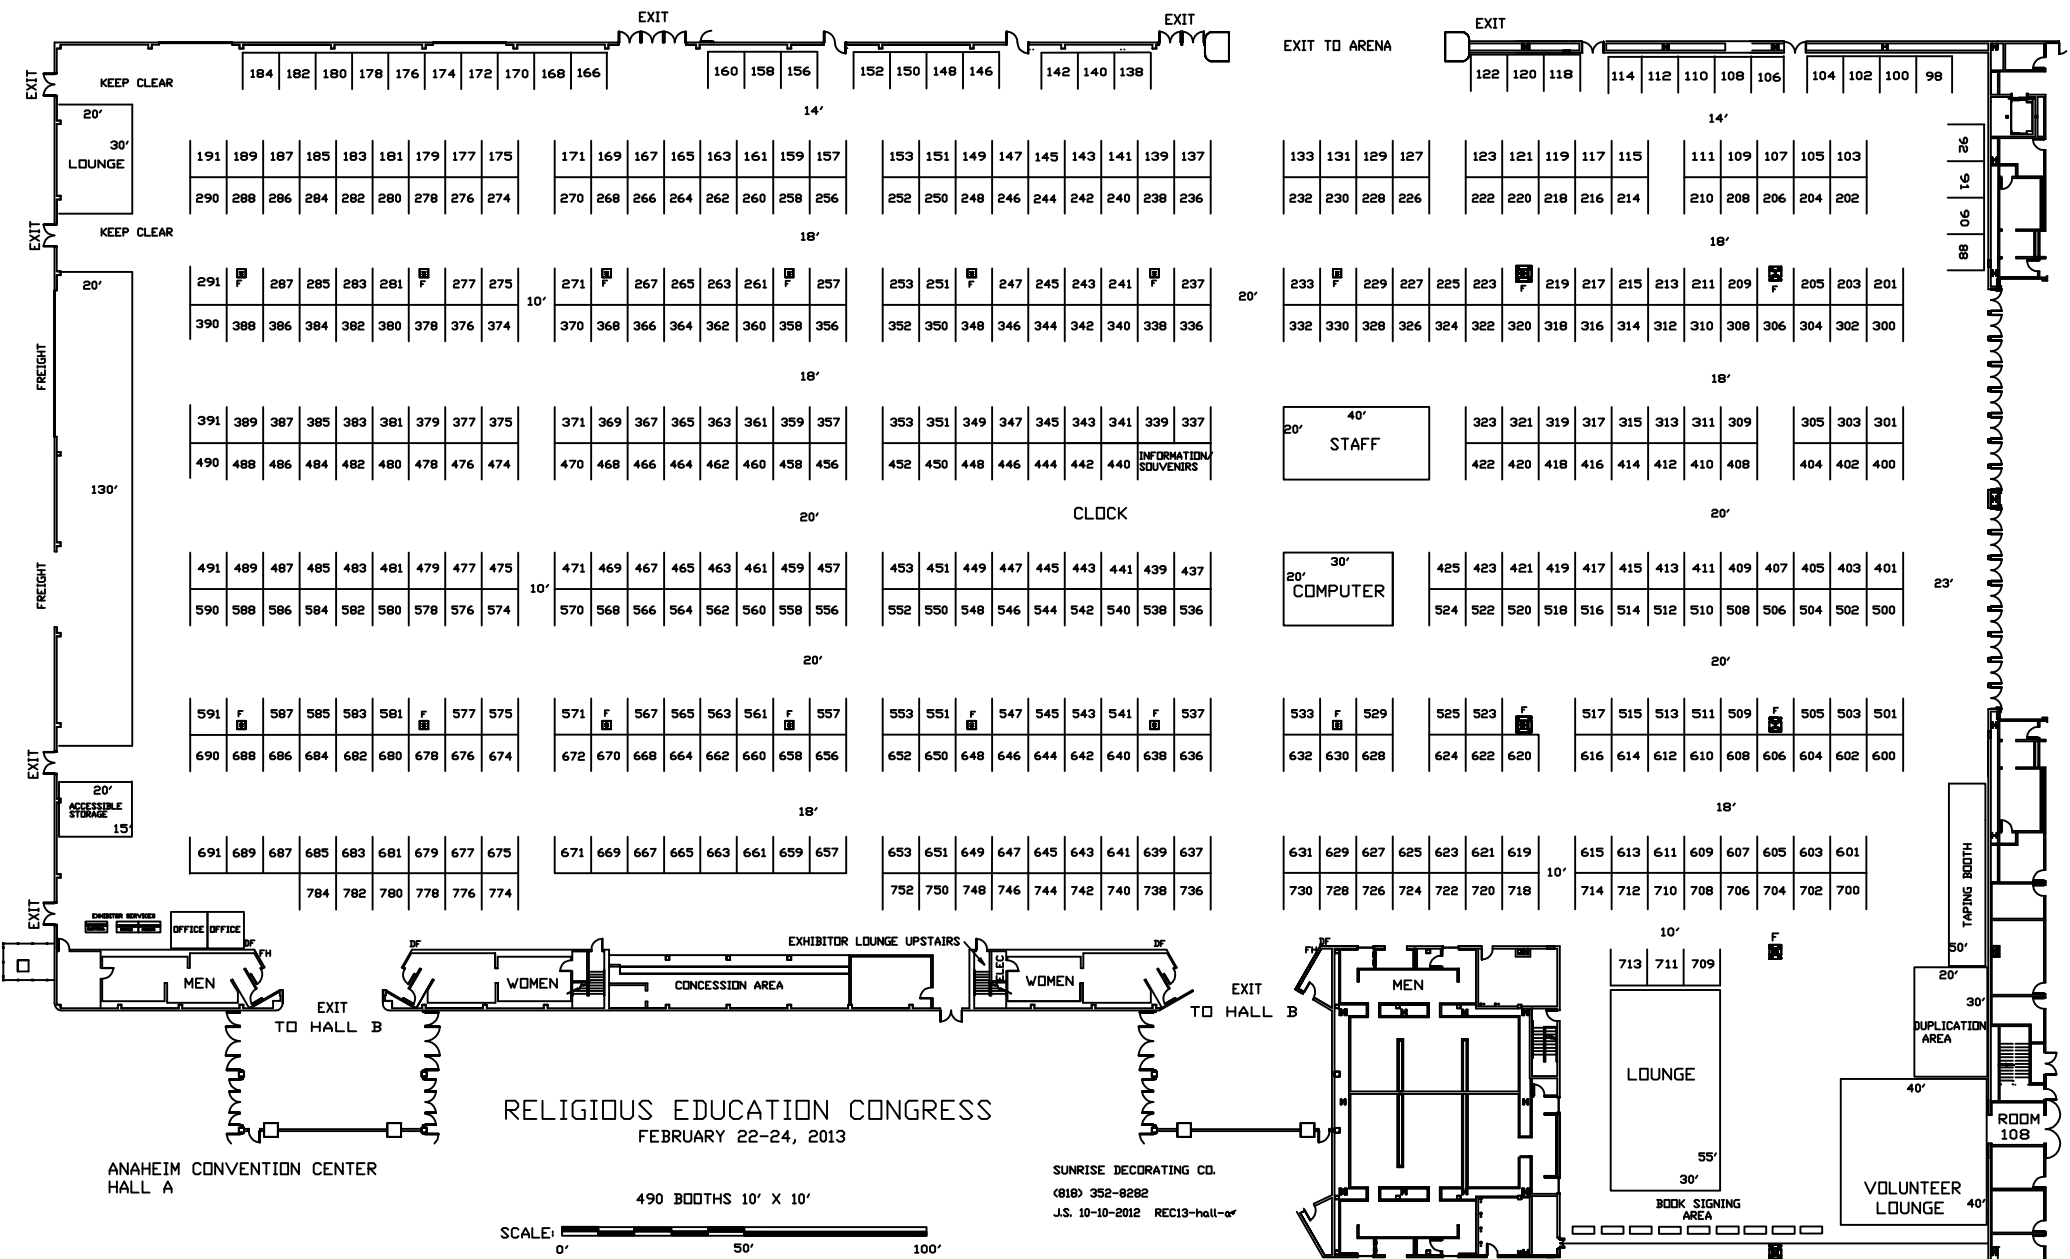 EXIT EXIT EXIT
EXIT TO ARENA
184 182 180 178 176 174 172 170 168 166 160 158 156 152 150 148 146 142 140 138 122 120 118 114 112 110 108 106 104 102 100 98
EXIT KEEP CLEAR
20' 14' 14'
30'
LOUNGE
191 189 187 185 183 181 179 177 175 171 169 167 165 163 161 159 157 153 151 149 147 145 143 141 139 137 133 131 129 127 123 121 119 117 115 111 109 107 105 103 92
290 288 286 284 282 280 278 276 274 270 268 266 264 262 260 258 256 252 250 248 246 244 242 240 238 236 232 230 228 226 222 220 218 216 214 210 208 206 204 202 91
90
EXIT KEEP CLEAR 18' 18' 88
20'
291 F 287 285 283 281 F 277 275 271 F 267 265 263 261 F 257 253 251 F 247 245 243 241 F 237 233 F 229 227 225 223 F 219 217 215 213 211 209 F 205 203 201
10' 20'
390 388 386 384 382 380 378 376 374 370 368 366 364 362 360 358 356 352 350 348 346 344 342 340 338 336 332 330 328 326 324 322 320 318 316 314 312 310 308 306 304 302 300
FREIGHT 18' 18'
391 389 387 385 383 381 379 377 375 371 369 367 365 363 361 359 357 353 351 349 347 345 343 341 339 337 323 321 319 317 315 313 311 309 305 303 301
40'
20'
STAFF
490 488 486 484 482 480 478 476 474 470 468 466 464 462 460 458 456 452 450 448 446 444 442 440 422 420 418 416 414 412 410 408 404 402 400
INFORMATION/
SOUVENIRS
130'
20' CLOCK 20'
FREIGHT
491 489 487 485 483 481 479 477 475 471 469 467 465 463 461 459 457 453 451 449 447 445 443 441 439 437 425 423 421 419 417 415 413 411 409 407 405 403 401
30'
20'
COMPUTER
10' 23'
590 588 586 584 582 580 578 576 574 570 568 566 564 562 560 558 556 552 550 548 546 544 542 540 538 536 524 522 520 518 516 514 512 510 508 506 504 502 500
20' 20'
591 F 587 585 583 581 F 577 575 571 F 567 565 563 561 F 557 553 551 F 547 545 543 541 F 537 533 F 529 525 523 F 517 515 513 511 509 F 505 503 501
690 688 686 684 682 680 678 676 674 672 670 668 664 662 660 658 656 652 650 648 646 644 642 640 638 636 632 630 628 624 622 620 616 614 612 610 608 606 604 602 600
EXIT
20'
ACCESSIBLE
STORAGE
15'
18' 18'
691 689 687 685 683 681 679 677 675 671 669 667 665 663 661 659 657 653 651 649 647 645 643 641 639 637 631 629 627 625 623 621 619 615 613 611 609 607 605 603 601
10'
784 782 780 778 776 774 752 750 748 746 744 742 740 738 736 730 728 726 724 722 720 718 714 712 710 708 706 704 702 700
TAPING BOOTH
50'
EXIT
EXHIBITOR SERVICES
OFFICE OFFICE
DF FH DF EXHIBITOR LOUNGE UPSTAIRS DF FH DF 10' F
713 711 709
MEN WOMEN CONCESSION AREA ELEC WOMEN MEN
20'
30'
DUPLICATION
AREA
EXIT
TO HALL B
EXIT
TO HALL B
LOUNGE
55'
30'
40'
ROOM
108
RELIGIOUS EDUCATION CONGRESS
FEBRUARY 22-24, 2013
ANAHEIM CONVENTION CENTER
HALL A
SUNRISE DECORATING CO.
(818) 352-8282
J.S. 10-10-2012 REC13-hall-a
490 BOOTHS 10' X 10'
VOLUNTEER
LOUNGE
40'
BOOK SIGNING
AREA
SCALE:
0' 50' 100'